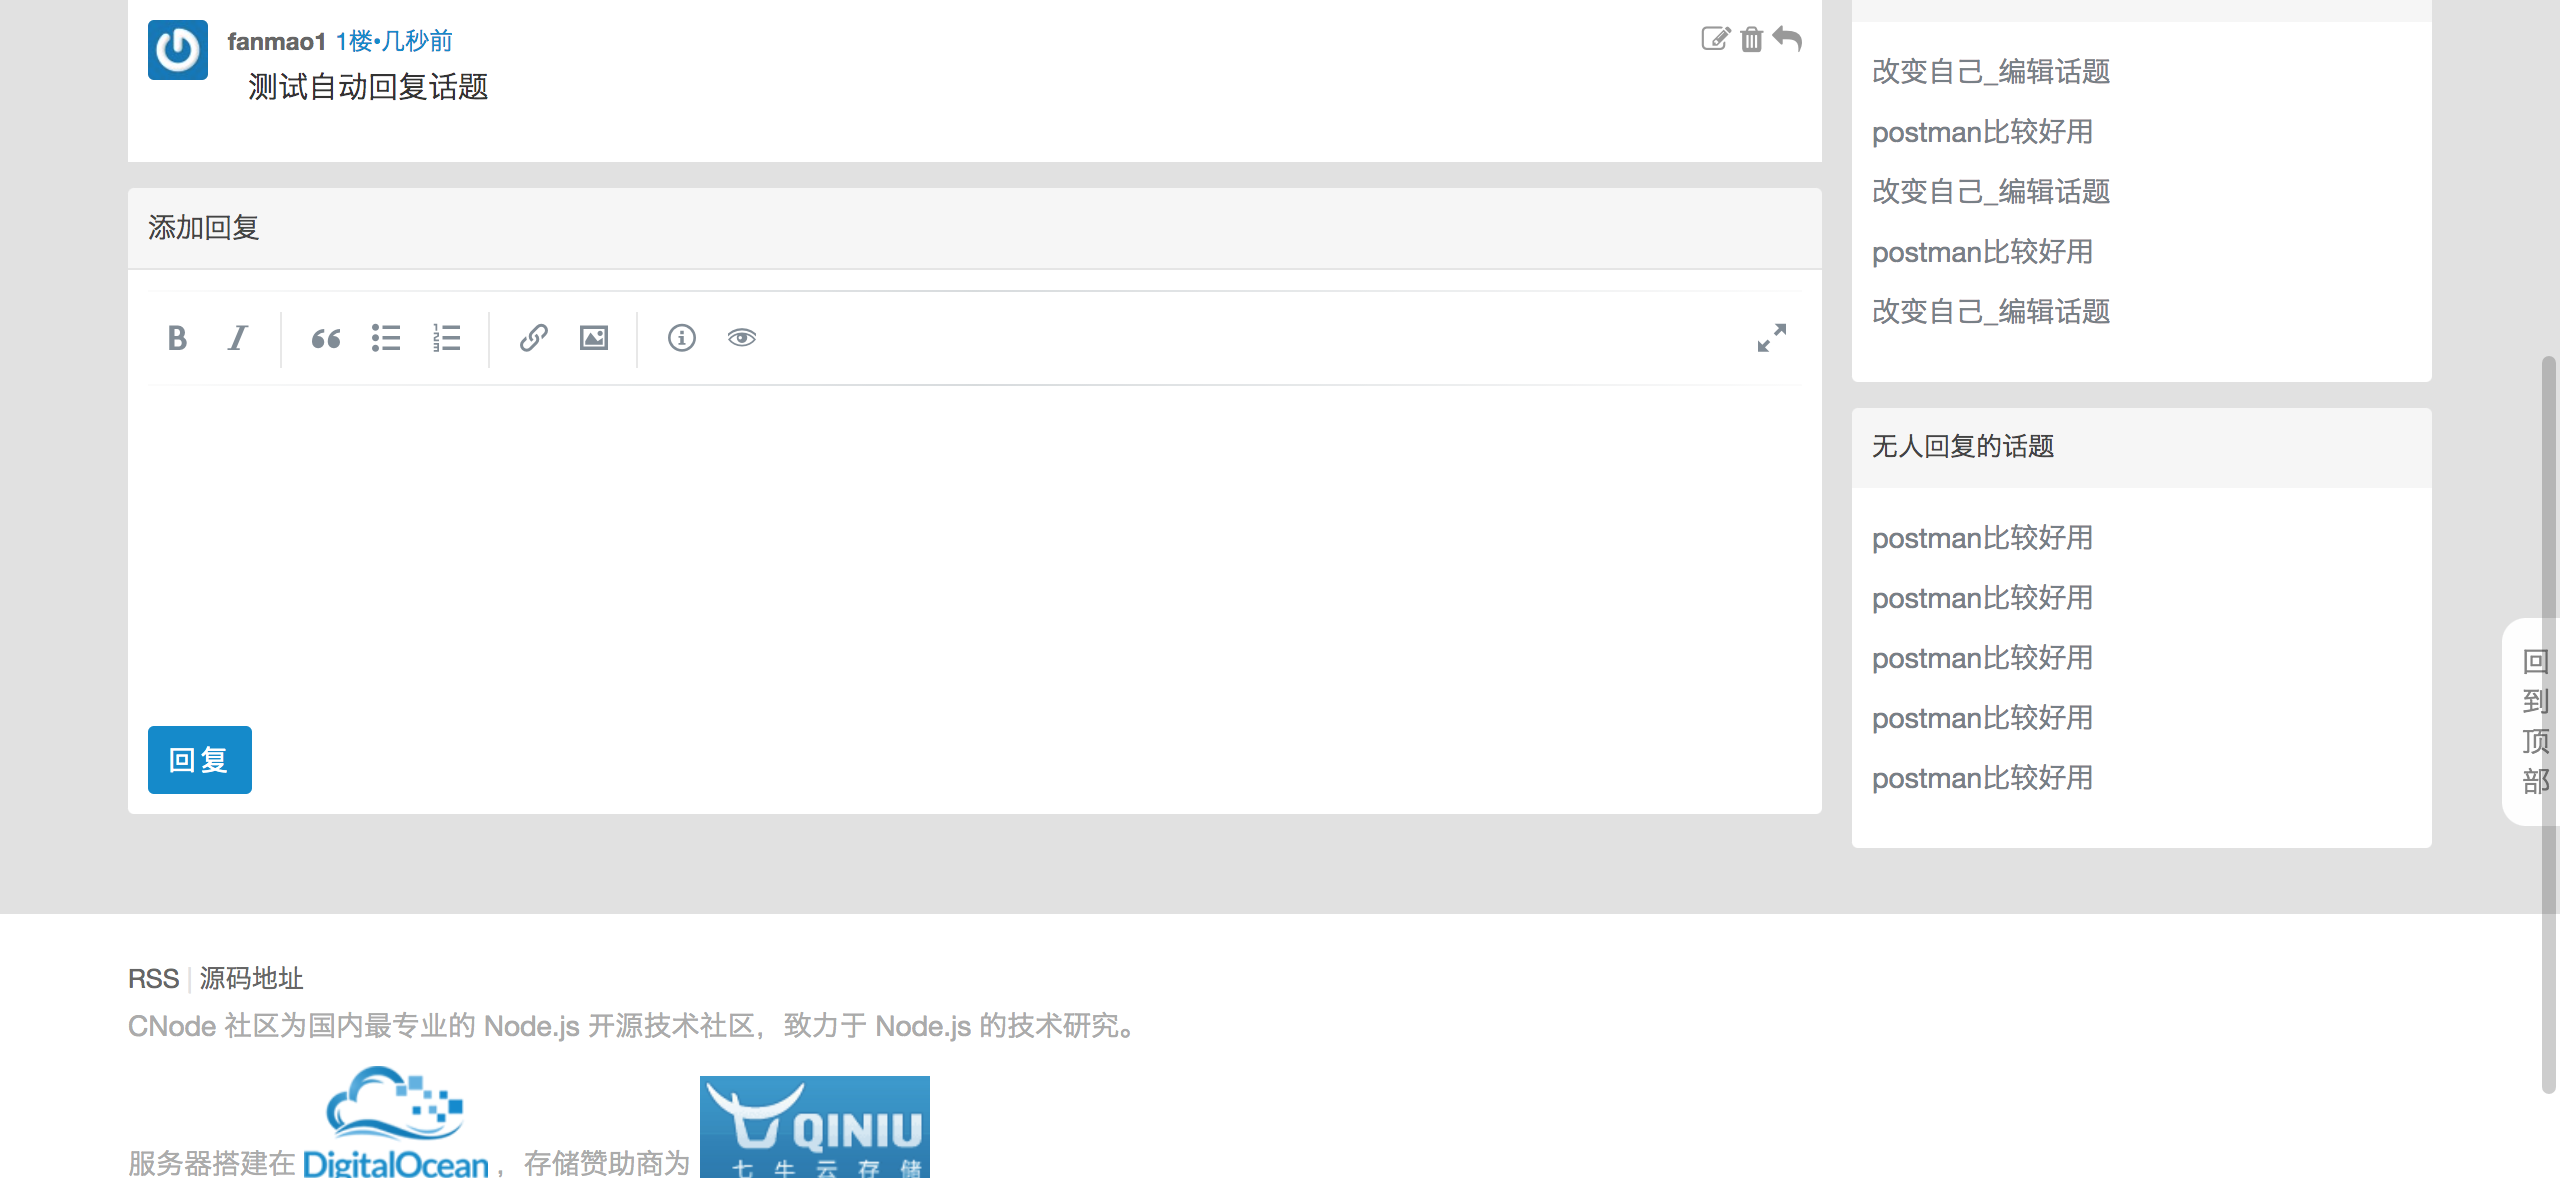 fanmao1 1楼•几秒前
测试自动回复话题
添加回复
回复
改变自己_编辑话题
postman比较好用
改变自己_编辑话题
postman比较好用
改变自己_编辑话题
无人回复的话题
postman比较好用
postman比较好用
postman比较好用
postman比较好用
postman比较好用
回
到
顶
部
RSS | 源码地址
CNode 社区为国内最专业的 Node.js 开源技术社区，致力于 Node.js 的技术研究。
服务器搭建在 DigitalOcean ，存储赞助商为 QINIU
七牛云存储